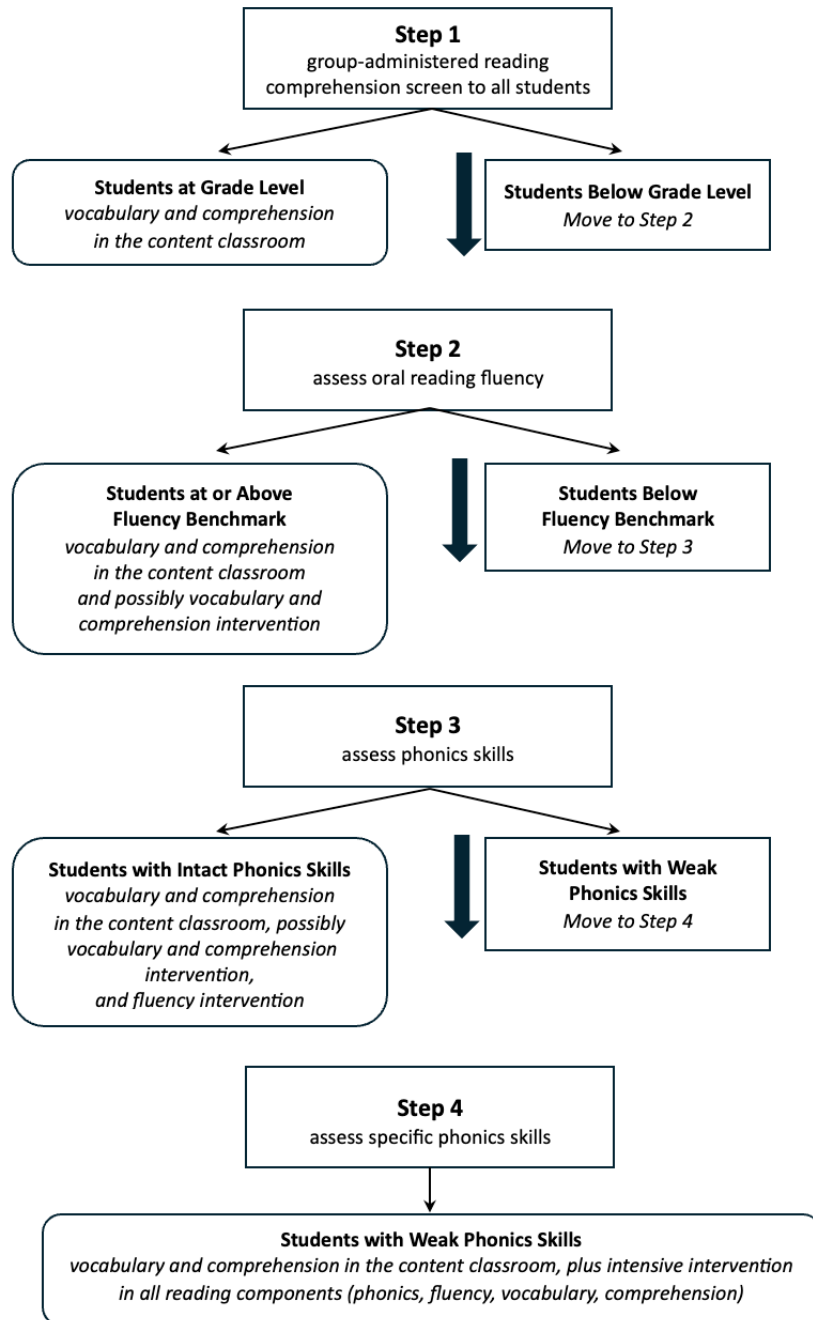 Step 1
group-administered reading
comprehension screen to all students
Students at Grade Level
vocabulary and comprehension
in the content classroom
Students Below Grade Level
Move to Step 2
Step 2
assess oral reading fluency
Students at or Above
Fluency Benchmark
vocabulary and comprehension
in the content classroom
and possibly vocabulary and
comprehension intervention
Students Below
Fluency Benchmark
Move to Step 3
Step 3
assess phonics skills
Students with Intact Phonics Skills
vocabulary and comprehension
in the content classroom, possibly
vocabulary and comprehension
intervention,
and fluency intervention
Students with Weak
Phonics Skills
Move to Step 4
Step 4
assess specific phonics skills
Students with Weak Phonics Skills
vocabulary and comprehension in the content classroom, plus intensive intervention
in all reading components (phonics, fluency, vocabulary, comprehension)